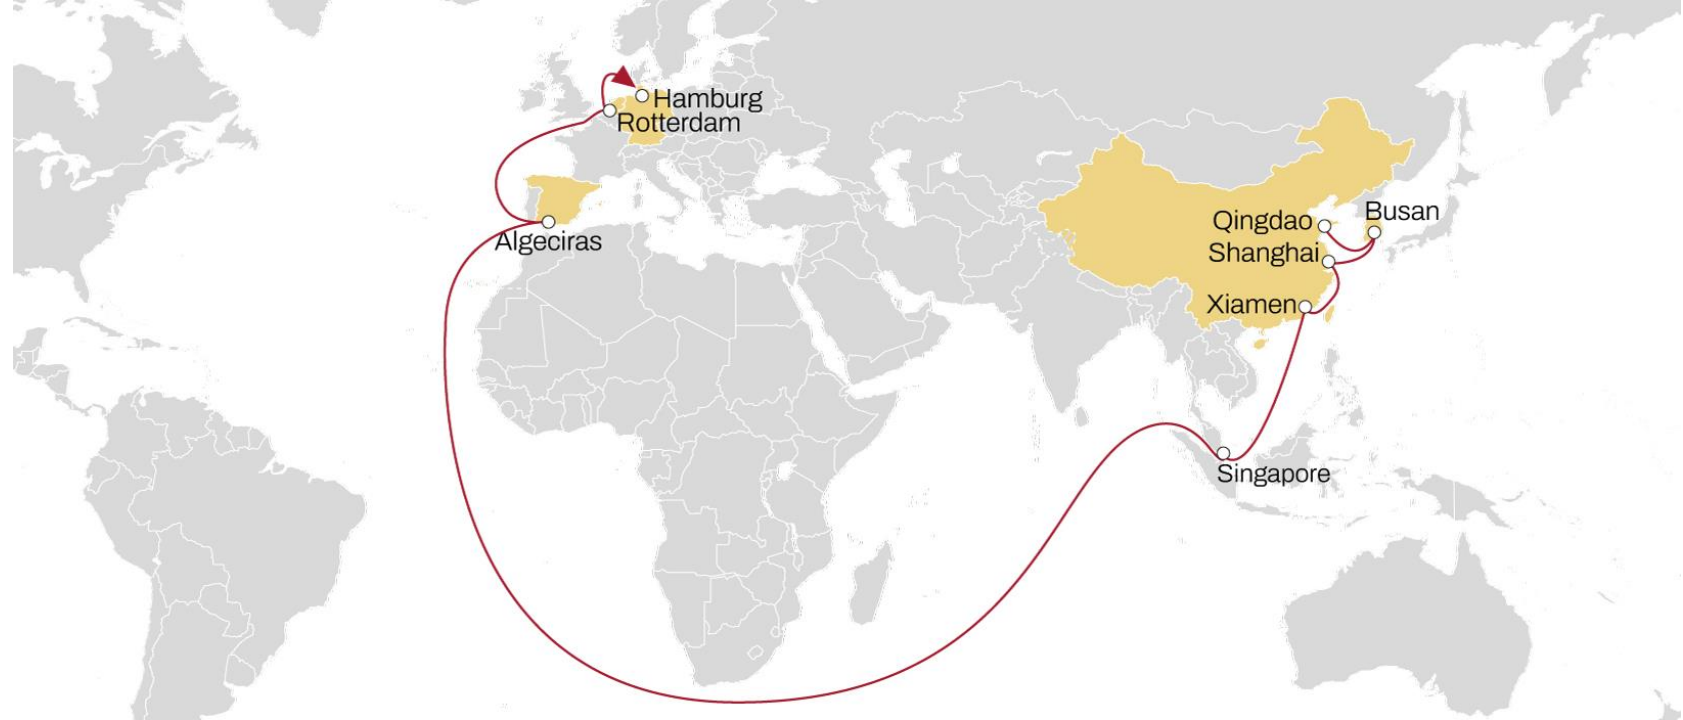 Hamburg
Rotterdam
Algeciras
Busan
Qingdao
Shanghai
Xiamen
Singapore